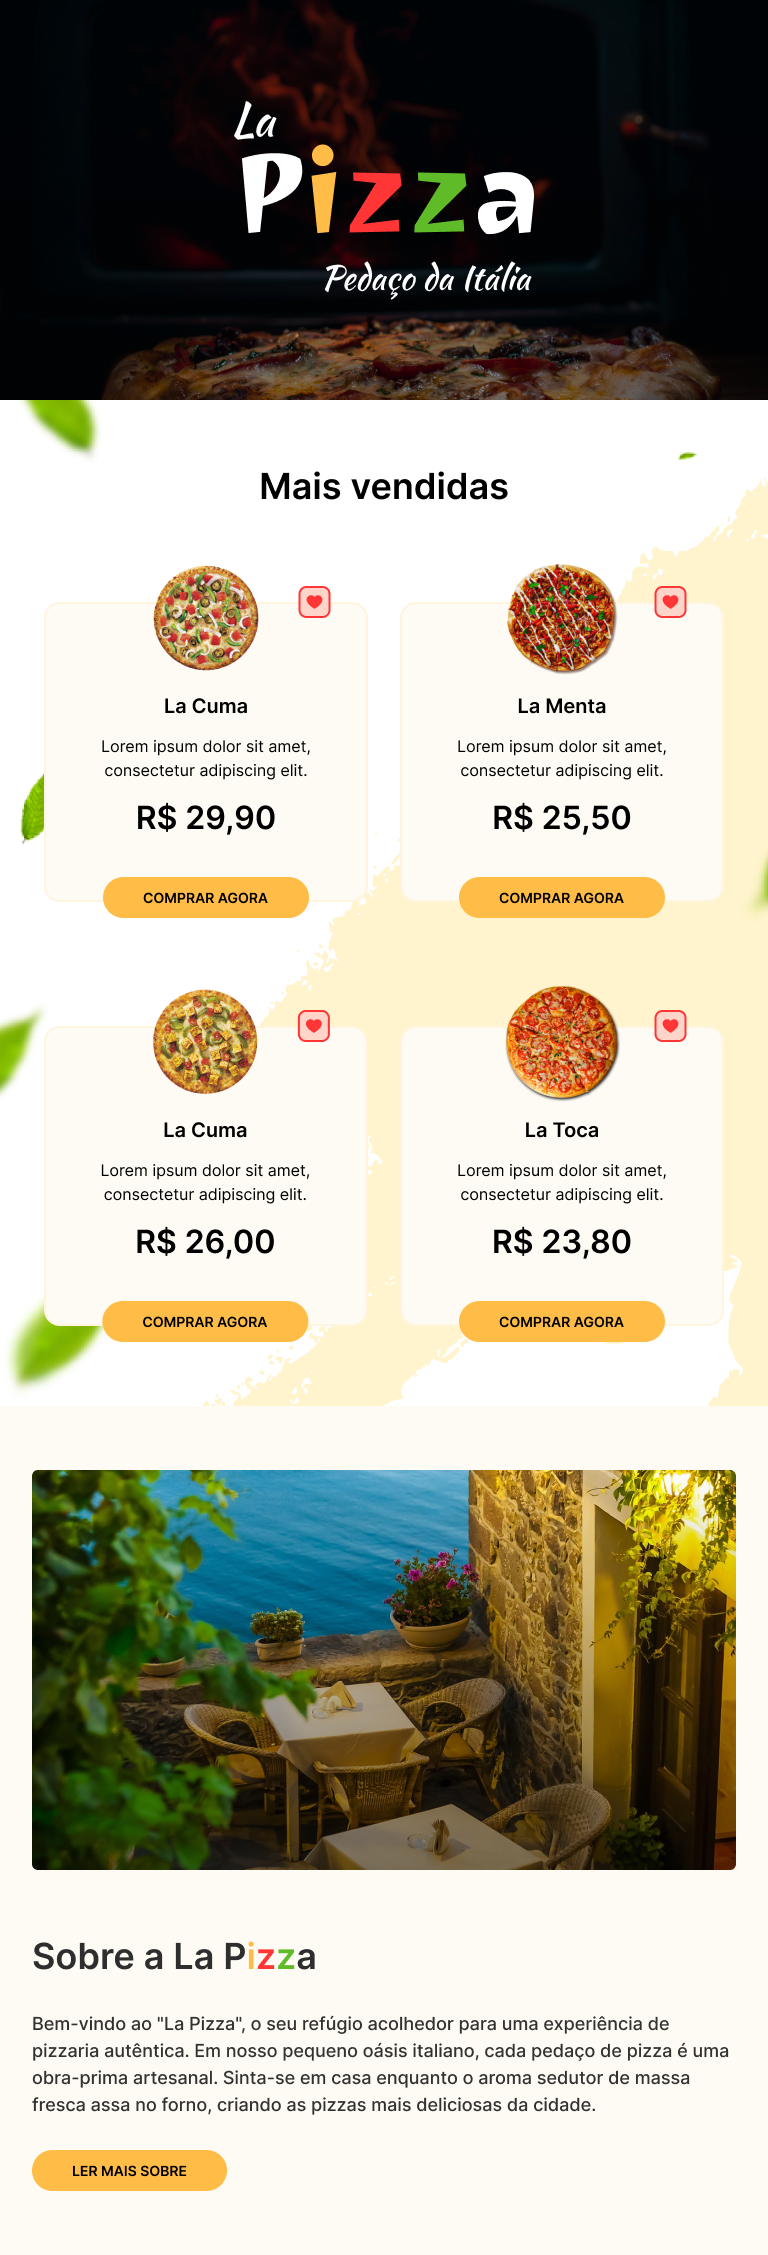 La
Pizza
Pedaço da Itália
Mais vendidas
La Cuma
Lorem ipsum dolor sit amet,
consectetur adipiscing elit.
R$ 29,90
COMPRAR AGORA
La Menta
Lorem ipsum dolor sit amet,
consectetur adipiscing elit.
R$ 25,50
COMPRAR AGORA
La Cuma
Lorem ipsum dolor sit amet,
consectetur adipiscing elit.
R$ 26,00
COMPRAR AGORA
La Toca
Lorem ipsum dolor sit amet,
consectetur adipiscing elit.
R$ 23,80
COMPRAR AGORA
Sobre a La Pizza
Bem-vindo ao "La Pizza", o seu refúgio acolhedor para uma experiência de
pizzaria autêntica. Em nosso pequeno oásis italiano, cada pedaço de pizza é uma
obra-prima artesanal. Sinta-se em casa enquanto o aroma sedutor de massa
fresca assa no forno, criando as pizzas mais deliciosas da cidade.
LER MAIS SOBRE